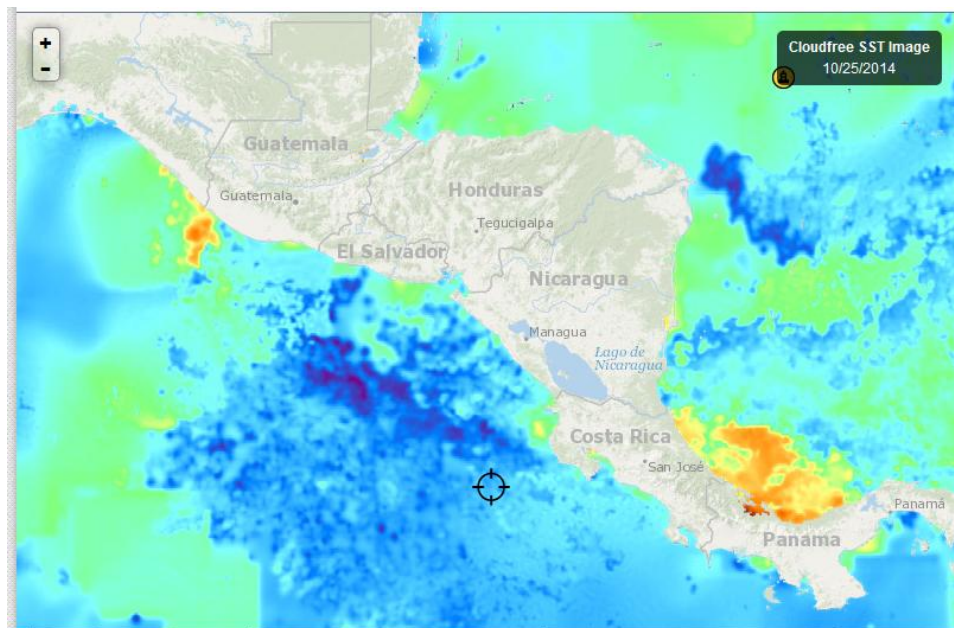 +
-
Cloudfree SST Image
10/25/2014
Guatemala
Guatemala
Honduras
Tegucigalpa
El Salvador
Nicaragua
Managua
Lago de
Nicaragua
Costa Rica
San José
Panamá
Panama